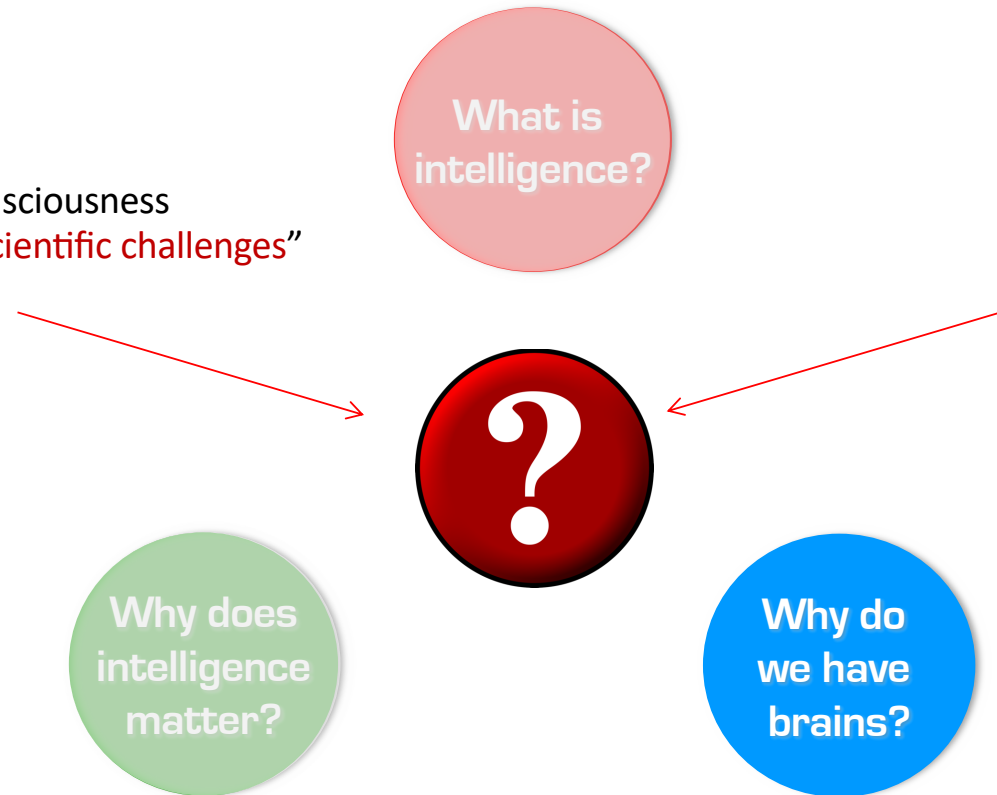 What is
intelligence?
sciousness
cientific challenges”
?
Why does
intelligence
matter?
Why do
we have
brains?